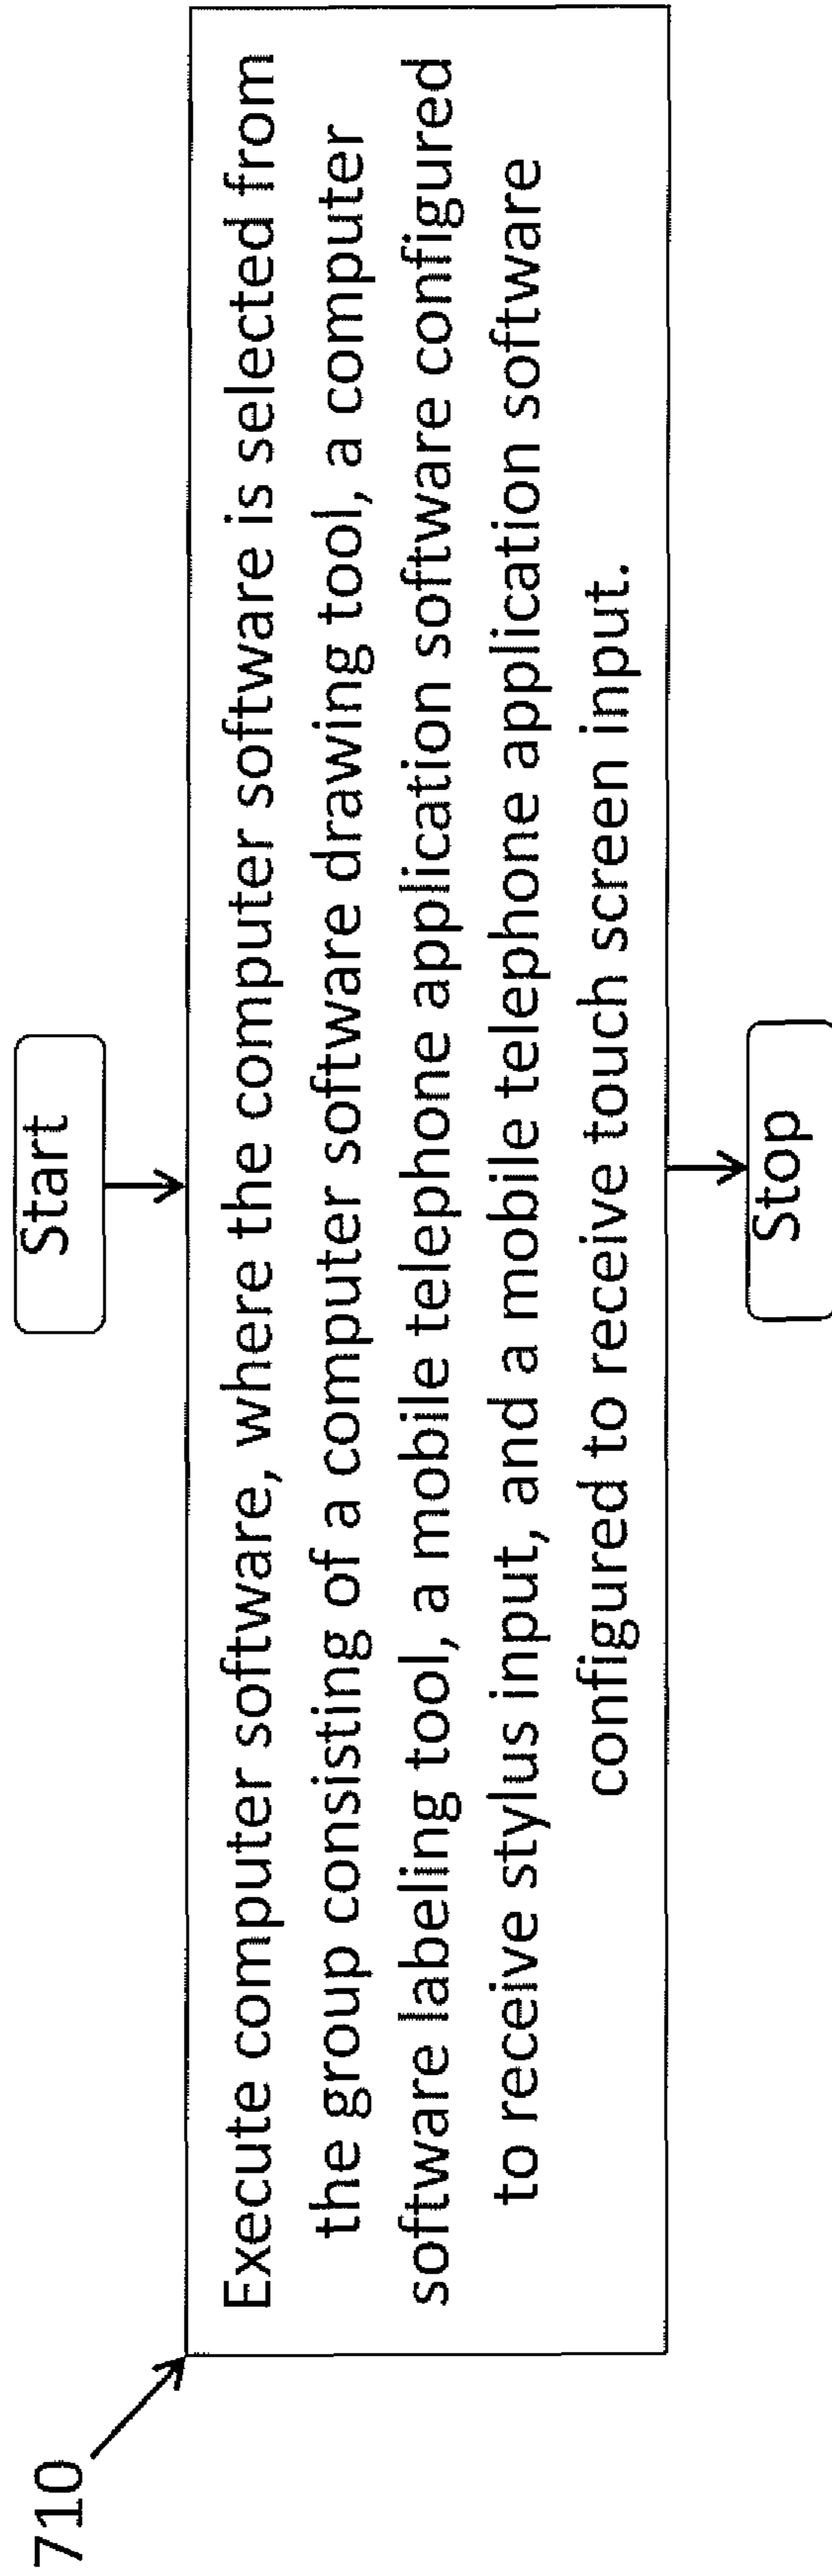 710
Start
Execute computer software, where the computer software is selected from
the group consisting of a computer software drawing tool, a computer
software labeling tool, a mobile telephone application software configured
to receive stylus input, and a mobile telephone application software
configured to receive touch screen input.
Stop